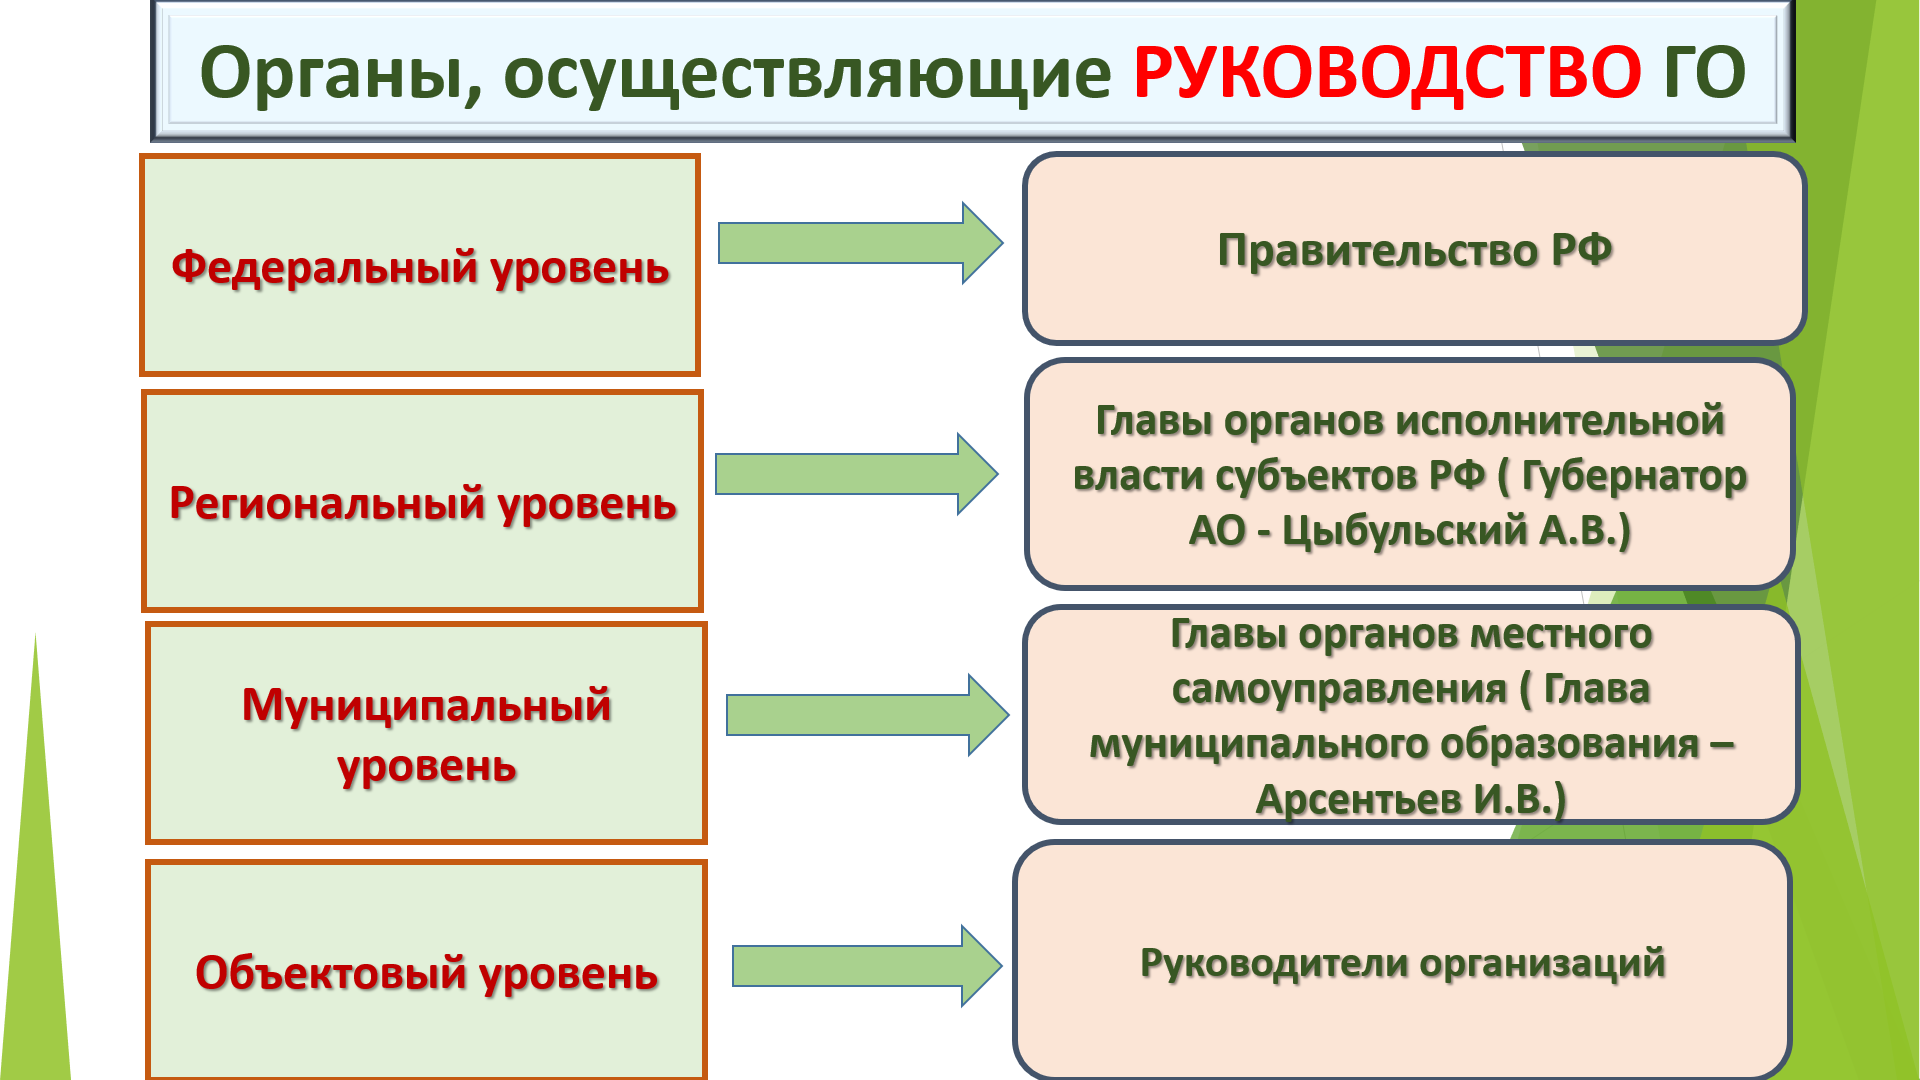 Органы, осуществляющие РУКОВОДСТВО ГО
Федеральный уровень
Правительство РФ
Региональный уровень
Главы органов исполнительной
власти субъектов РФ ( Губернатор
АО - Цыбульский А.В.)
Муниципальный
уровень
Главы органов местного
самоуправления ( Глава
муниципального образования –
Арсентьев И.В.)
Объектовый уровень
Руководители организаций